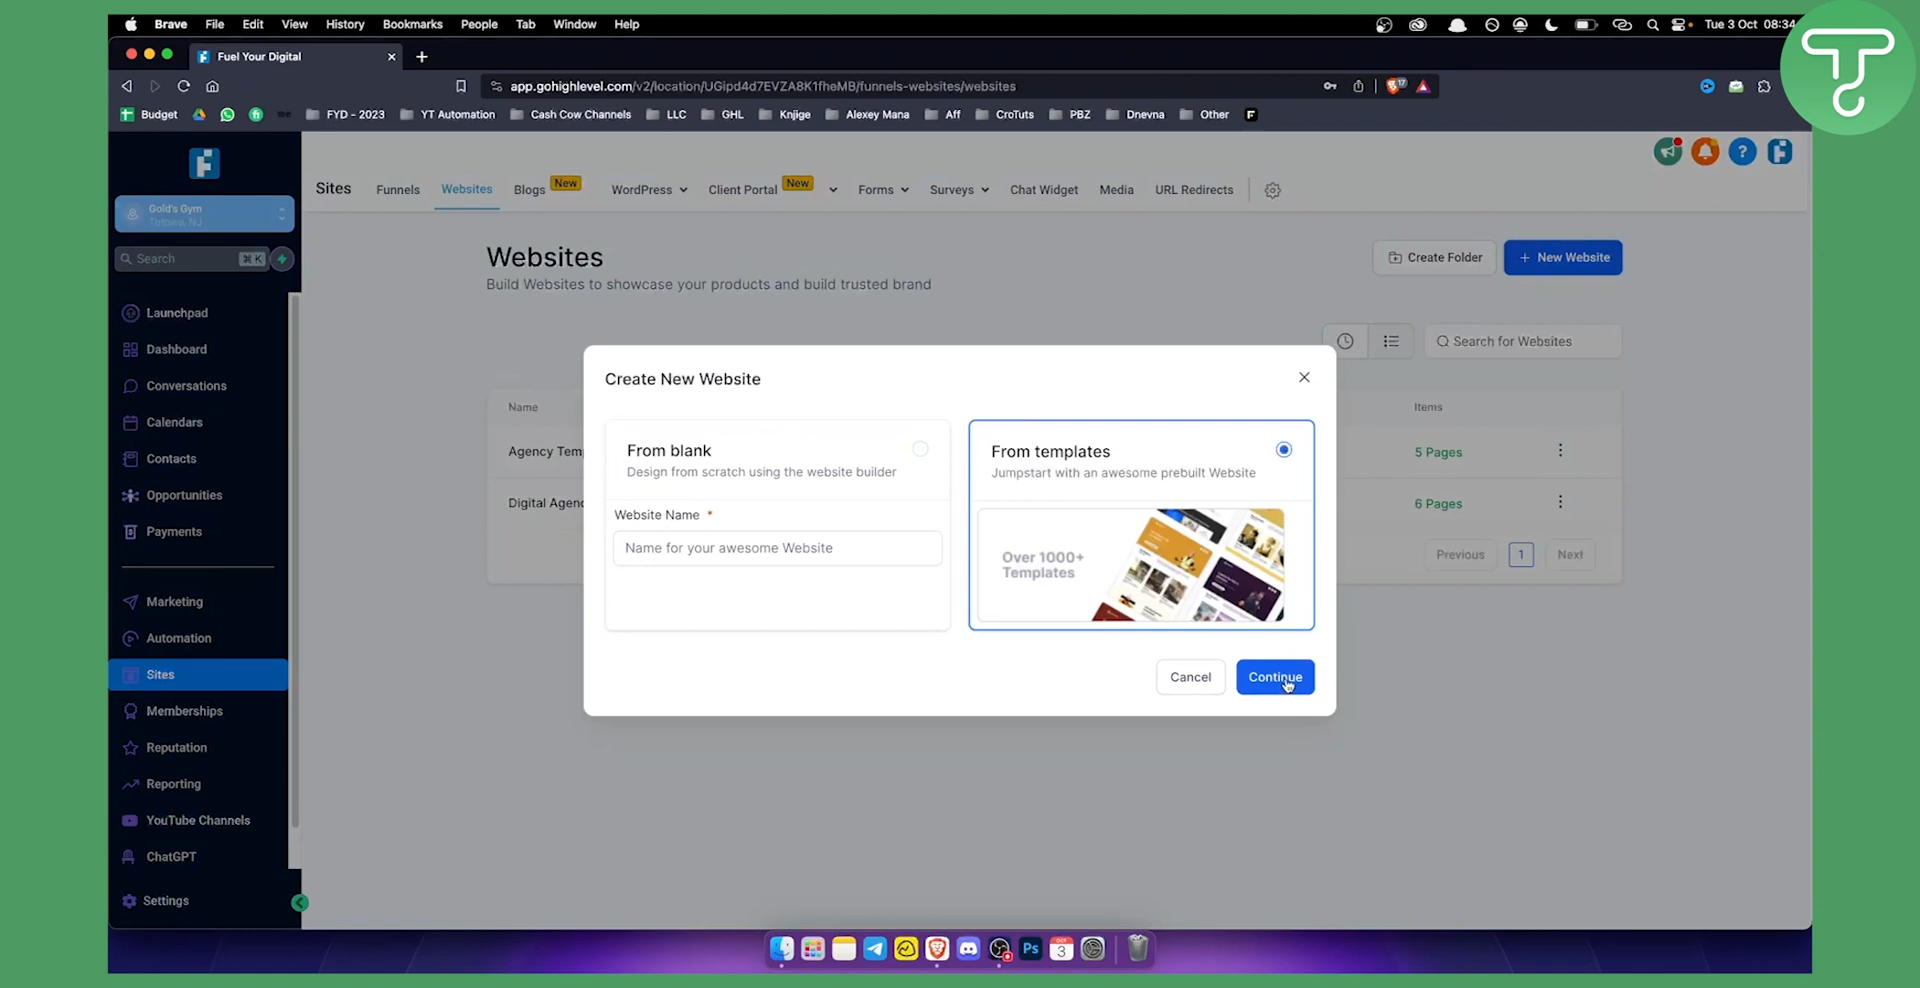 Brave File Edit View History Bookmarks People Tab Window Help Tue 3 Oct 08:34
Fuel Your Digital
app.gohighlevel.com/v2/location/UGipd4d7EVZA8K1fheMB/funnels-websites/websites 17
Budget FYD - 2023 YT Automation Cash Cow Channels LLC GHL Knjige Alexey Mana Aff CroTuts PBZ Dnevna Other
Sites Funnels Websites Blogs New WordPress Client Portal New Forms Surveys Chat Widget Media URL Redirects
Gold's Gym
Totowa, NJ
Search ⌘ K
Launchpad
Dashboard
Conversations
Calendars
Contacts
Opportunities
Payments
Marketing
Automation
Sites
Memberships
Reputation
Reporting
YouTube Channels
ChatGPT
Settings
Websites
Build Websites to showcase your products and build trusted brand
Create Folder + New Website
Search for Websites
Name Items
Agency Tem 5 Pages
Digital Agen 6 Pages
Previous 1 Next
Create New Website
From blank
Design from scratch using the website builder
Website Name *
Name for your awesome Website
From templates
Jumpstart with an awesome prebuilt Website
Over 1000+
Templates
Cancel Continue
Ps OCT
3